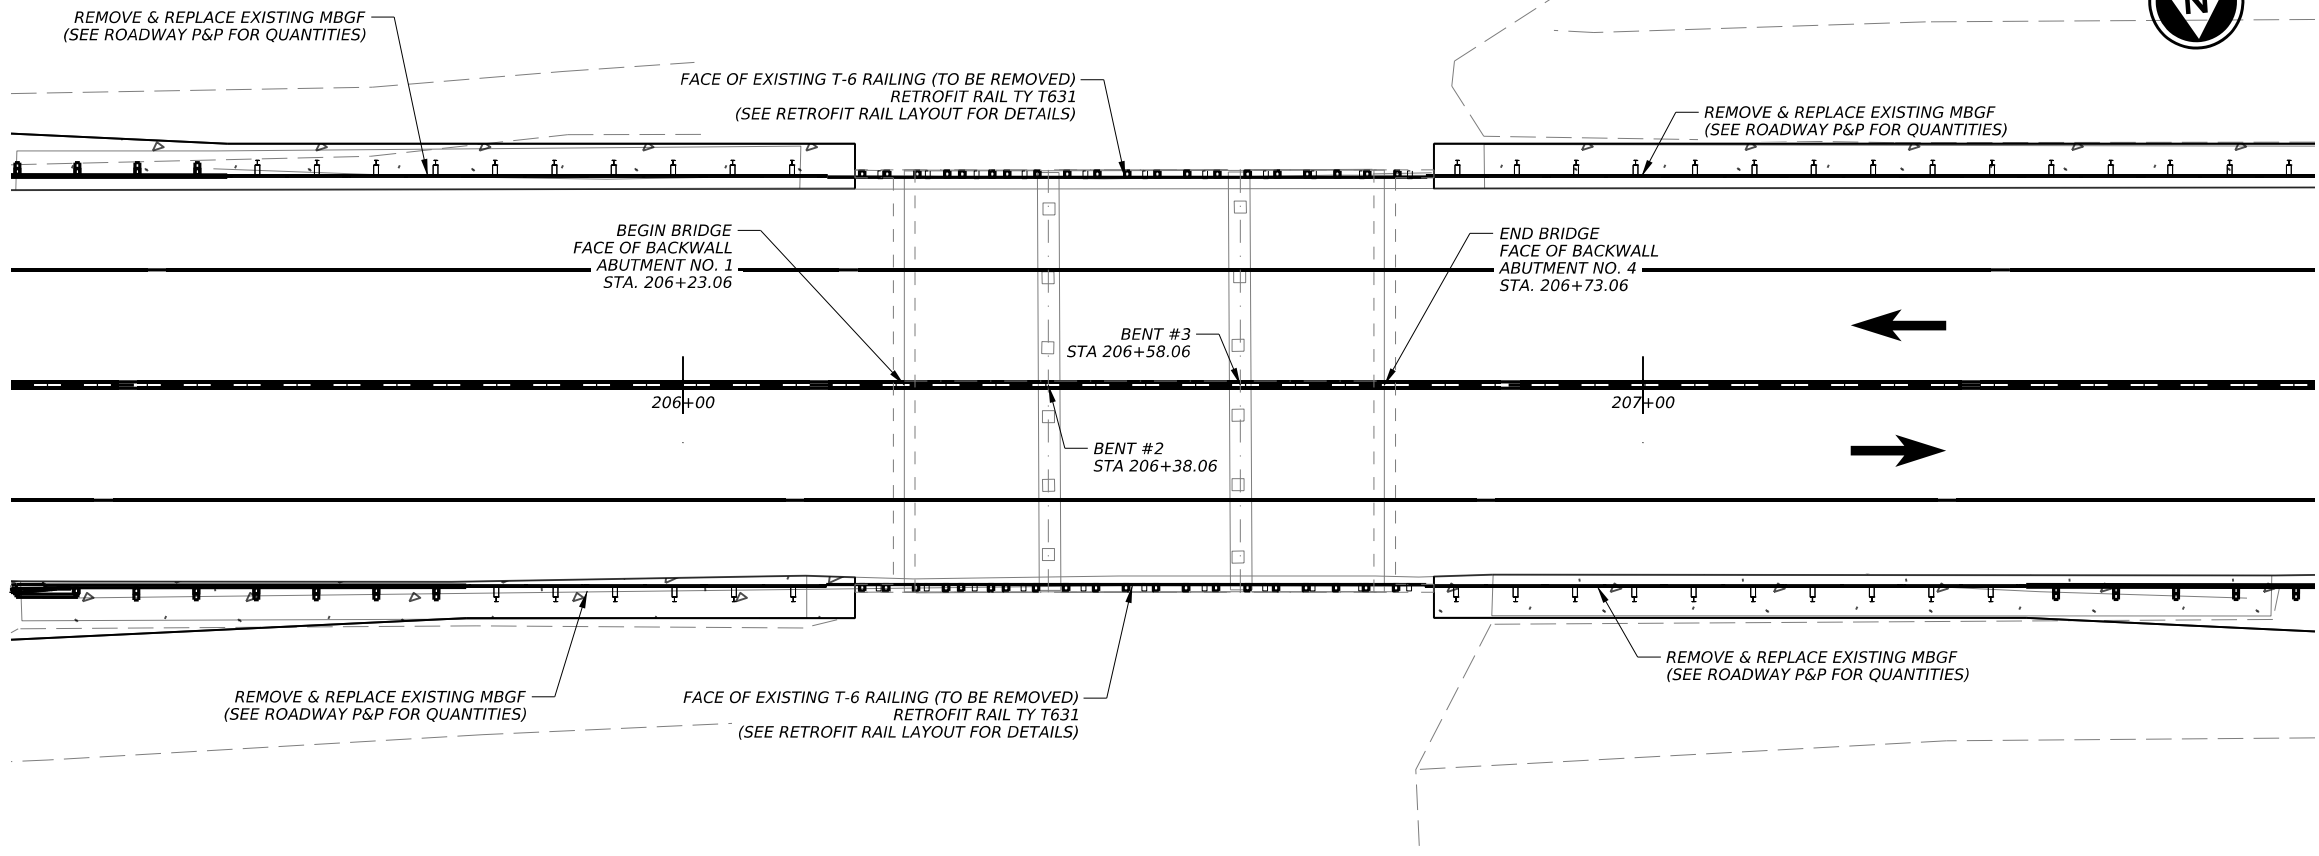 REMOVE & REPLACE EXISTING MBGF
(SEE ROADWAY P&P FOR QUANTITIES)
N
FACE OF EXISTING T-6 RAILING (TO BE REMOVED)
RETROFIT RAIL TY T631
(SEE RETROFIT RAIL LAYOUT FOR DETAILS)
REMOVE & REPLACE EXISTING MBGF
(SEE ROADWAY P&P FOR QUANTITIES)
BEGIN BRIDGE
FACE OF BACKWALL
ABUTMENT NO. 1
STA. 206+23.06
END BRIDGE
FACE OF BACKWALL
ABUTMENT NO. 4
STA. 206+73.06
BENT #3
STA 206+58.06
206+00
207+00
BENT #2
STA 206+38.06
REMOVE & REPLACE EXISTING MBGF
(SEE ROADWAY P&P FOR QUANTITIES)
REMOVE & REPLACE EXISTING MBGF
(SEE ROADWAY P&P FOR QUANTITIES)
FACE OF EXISTING T-6 RAILING (TO BE REMOVED)
RETROFIT RAIL TY T631
(SEE RETROFIT RAIL LAYOUT FOR DETAILS)